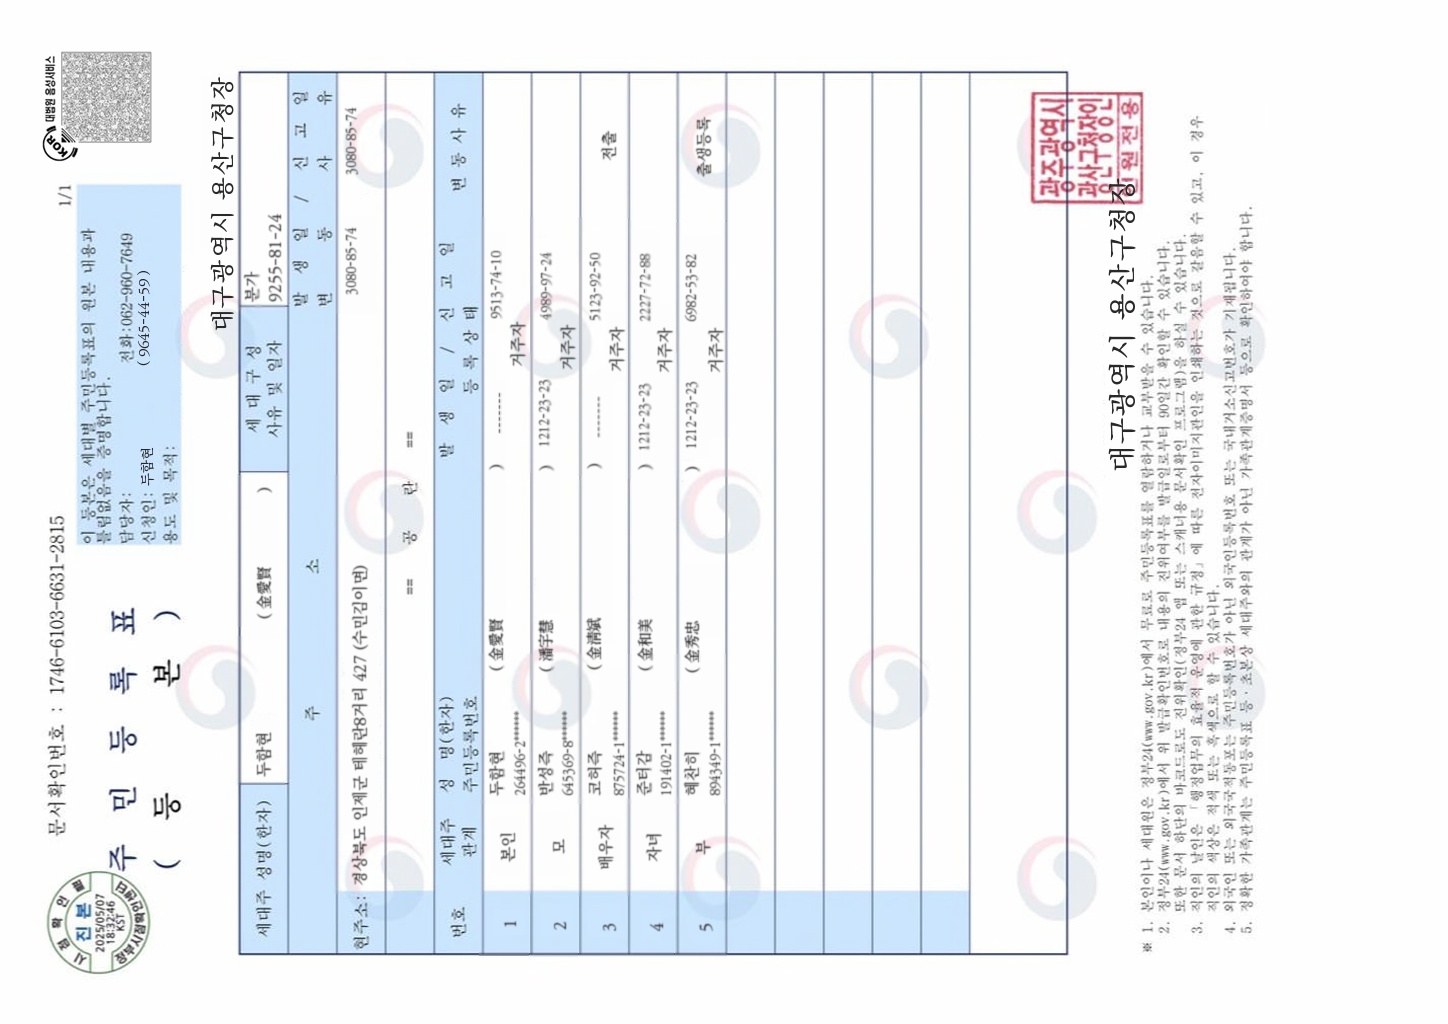 문서확인번호 : 1746-6103-6631-2815
1/1
대법원 음성서비스
KOR
시 점 확 인 필
진 본
2025/05/07
18:32:46
KST
정부시점확인센터
주 민 등 록 표
( 등 본 )
이 등본은 세대별 주민등록표의 원본 내용과
틀림없음을 증명합니다.
담당자: 전화:062-960-7649
신청인: 두함현 (9645-44-59)
용도 및 목적:
대구광역시 용산구청장
세대주 성명(한자) 두함현 (金愛賢 )
세 대 구 성
사유 및 일자
분가
9255-81-24
주 소
발 생 일 / 신 고 일
변 동 사 유
현주소: 경상북도 인제군 테헤란8거리 427 (수민김이면) 3080-85-74 3080-85-74
== 공 란 ==
번호 세대주 관계 성 명(한자) 주민등록번호 발 생 일 / 신 고 일 등 록 상 태 변 동 사 유
1 본인 두함현 (金愛賢 ) ------- 9513-74-10
264496-2****** 거주자
2 모 반성즉 (潘宇慧 ) 1212-23-23 4989-97-24
645369-8****** 거주자
3 배우자 코허즉 (金淸斌 ) ------- 5123-92-50
875724-1****** 거주자 전출
4 자녀 준터감 (金和美 ) 1212-23-23 2227-72-88
191402-1****** 거주자
5 부 혜찬히 (金秀忠 ) 1212-23-23 6982-53-82
894349-1****** 거주자 출생등록
대구광역시 용산구청장
※ 1. 본인이나 세대원은 정부24(www.gov.kr)에서 무료로 주민등록표를 열람하거나 교부받을 수 있습니다.
2. 정부24(www.gov.kr)에서 위 발급확인번호로 내용의 진위여부를 발급일로부터 90일간 확인할 수 있습니다.
또한 문서 하단의 바코드로도 진위확인(정부24 앱 또는 스캐너용 문서확인 프로그램)을 하실 수 있습니다.
3. 직인의 날인은 「행정업무의 효율적 운영에 관한 규정」에 따른 전자이미지관인을 인쇄하는 것으로 갈음할 수 있고, 이 경우
직인의 색상은 적색 또는 흑색으로 할 수 있습니다.
4. 외국인 또는 외국국적동포는 주민등록번호가 아닌 외국인등록번호 또는 국내거소신고번호가 기재됩니다.
5. 정확한 가족관계는 주민등록표 등·초본상 세대주와의 관계가 아닌 가족관계증명서 등으로 확인하여야 합니다.